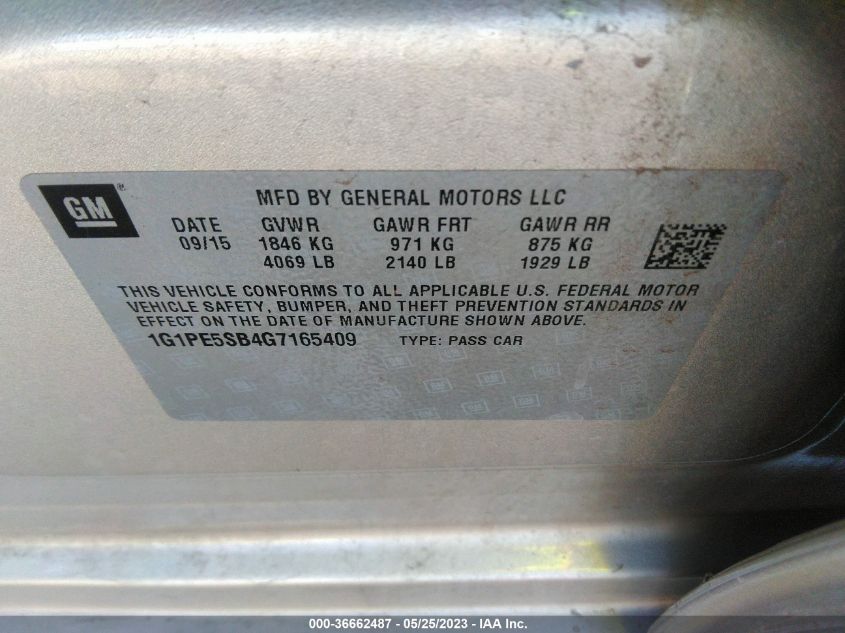 GM®
MFD BY GENERAL MOTORS LLC
DATE GVWR GAWR FRT GAWR RR
09/15 1846 KG 971 KG 875 KG
4069 LB 2140 LB 1929 LB
THIS VEHICLE CONFORMS TO ALL APPLICABLE U.S. FEDERAL MOTOR
VEHICLE SAFETY, BUMPER, AND THEFT PREVENTION STANDARDS IN
EFFECT ON THE DATE OF MANUFACTURE SHOWN ABOVE.
1G1PE5SB4G7165409 TYPE: PASS CAR
000-36662487 - 05/25/2023 - IAA Inc.